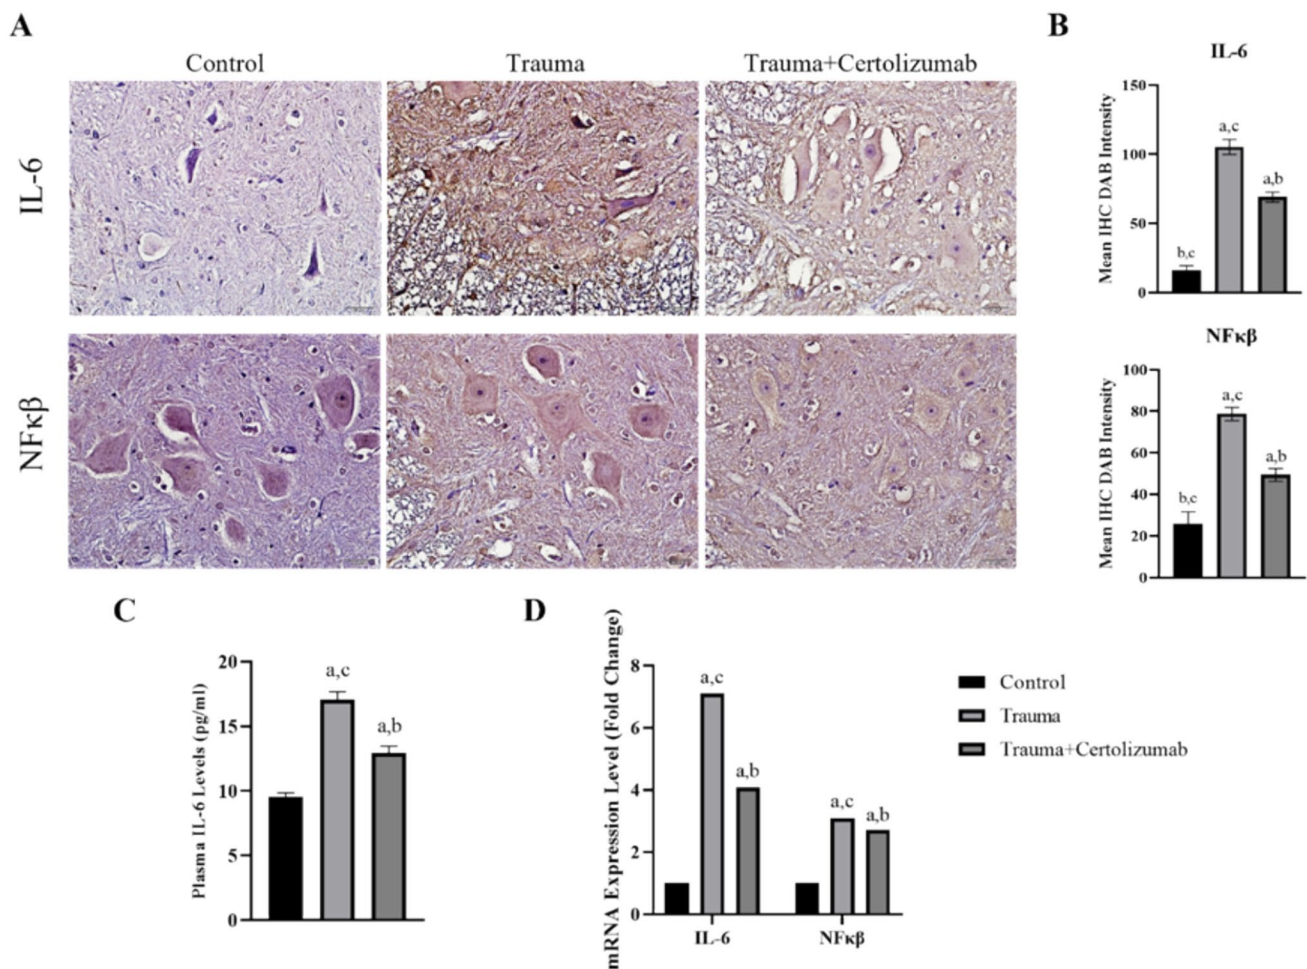 A
B
Control
Trauma
Trauma+Certolizumab
IL-6
NFκβ
IL-6
Mean IHC DAB Intensity
150
100
50
0
b,c
a,c
a,b
NFκβ
Mean IHC DAB Intensity
100
80
60
40
20
0
b,c
a,c
a,b
C
Plasma IL-6 Levels (pg/ml)
20
15
10
5
0
a,c
a,b
D
mRNA Expression Level (Fold Change)
8
6
4
2
0
a,c
a,b
a,c
a,b
IL-6
NFκβ
Control
Trauma
Trauma+Certolizumab